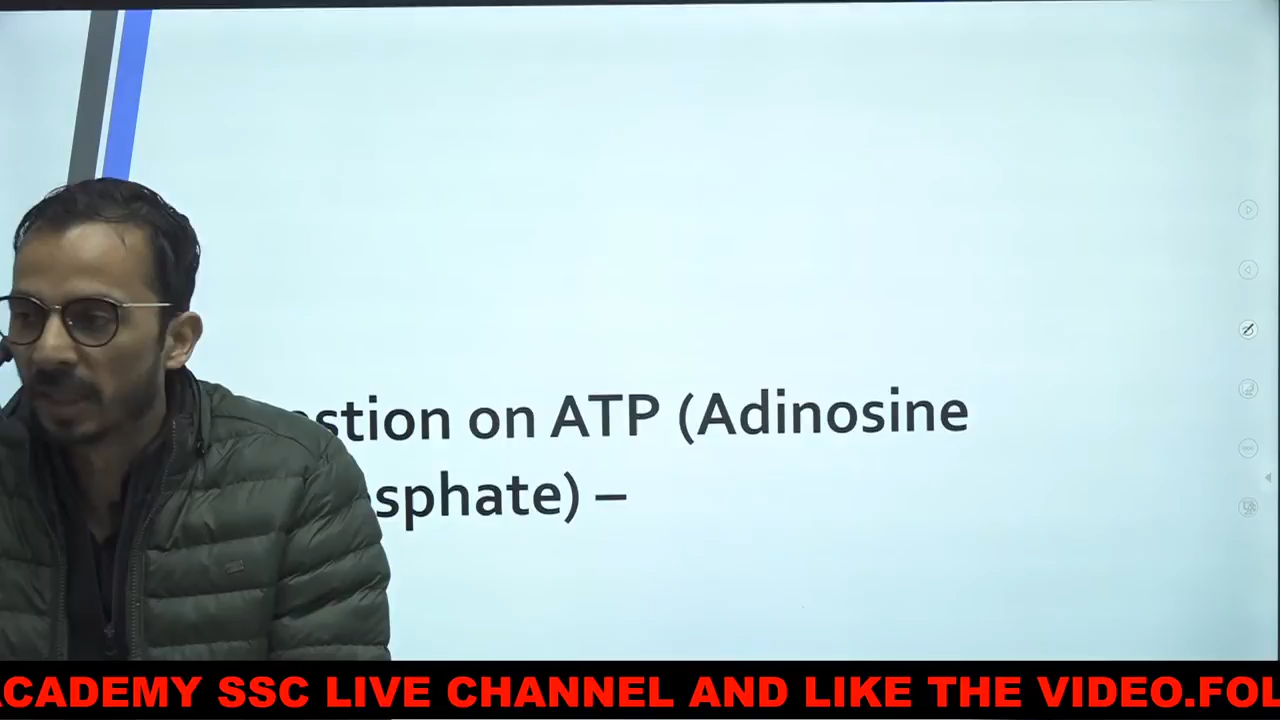 estion on ATP (Adinosine
sphate) –
CADEMY SSC LIVE CHANNEL AND LIKE THE VIDEO.FOL